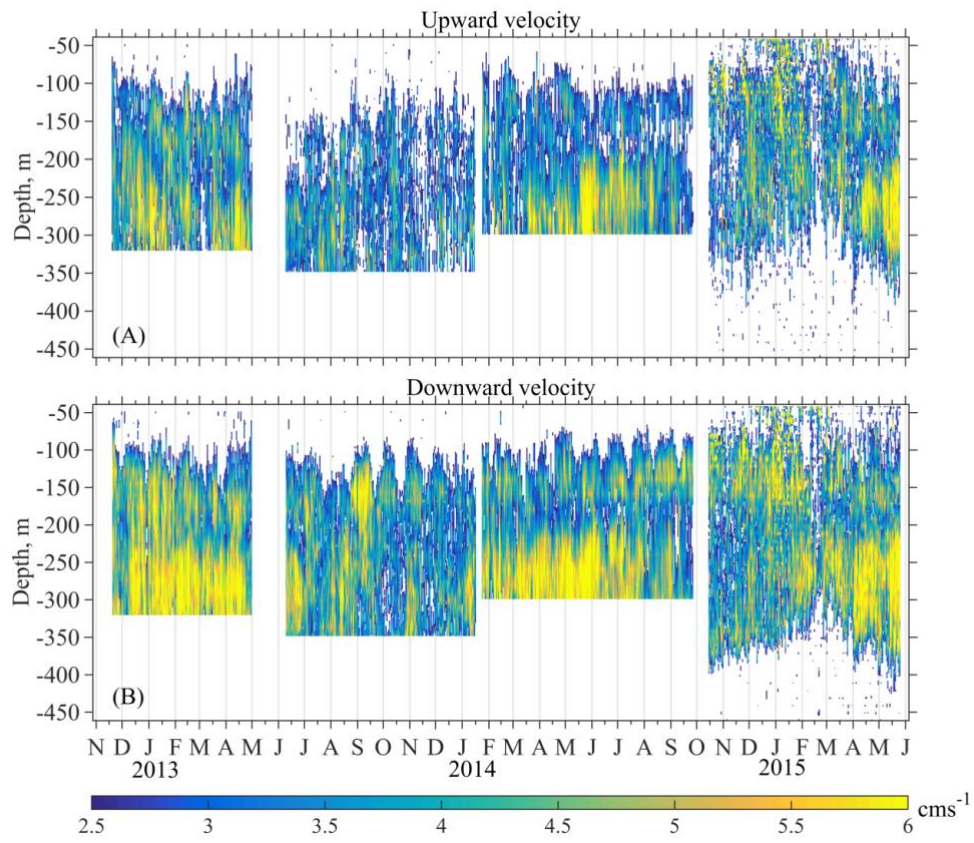 Upward velocity
-50
-100
-150
-200
-250
-300
-350
-400
-450
Depth, m
(A)
Downward velocity
-50
-100
-150
-200
-250
-300
-350
-400
-450
Depth, m
(B)
N D J F M A M J J A S O N D J F M A M J J A S O N D J F M A M J
2013 2014 2015
2.5 3 3.5 4 4.5 5 5.5 6 cms-1